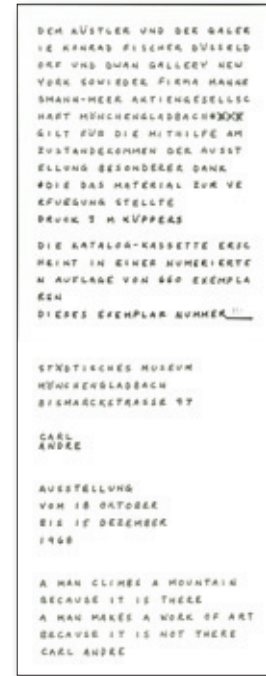 DEM KÜSTLER UND DER GALER
IE KONRAD FISCHER DÜSSELD
ORF UND DWAN GALLERY NEW
YORK SOWIEDER FIRMA MANNE
SMANN-MEER AKTIENGESELLSC
HAFT MÖNCHENGLADBACH*XXX
GILT FÜR DIE MITHILFE AM
ZUSTANDEKOMMEN DER AUSST
ELLUNG BESONDERER DANK
*DIE DAS MATERIAL ZUR VE
RFUEGUNG STELLTE
DRUCK J M KÜPPERS
DIE KATALOG-KASSETTE ERSC
HEINT IN EINER NUMERIERTE
N AUFLAGE VON 660 EXEMPLA
REN
DIESES EXEMPLAR NUMMER
STÄDTISCHES MUSEUM
MÖNCHENGLADBACH
BISMARCKSTRASSE 97
CARL
ANDRE
AUSSTELLUNG
VOM 18 OKTOBER
BIS 15 DEZEMBER
1968
A MAN CLIMBS A MOUNTAIN
BECAUSE IT IS THERE
A MAN MAKES A WORK OF ART
BECAUSE IT IS NOT THERE
CARL ANDRE